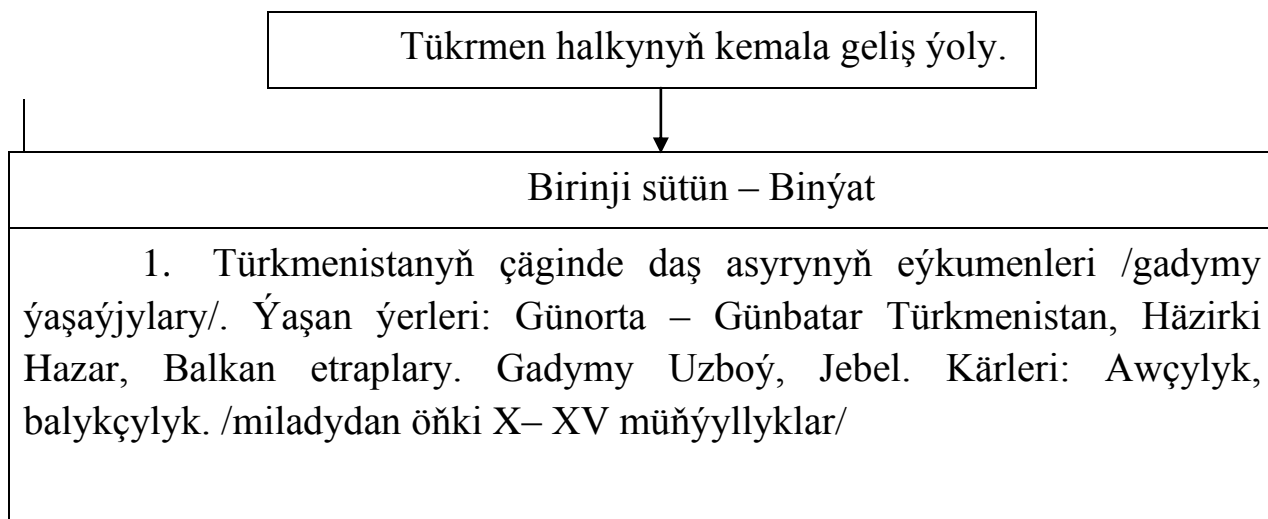 Tükrmen halkynyň kemala geliş ýoly.
Birinji sütün – Binýat
1. Türkmenistanyň çäginde daş asyrynyň eýkumenleri /gadymy
ýaşaýjylary/. Ýaşan ýerleri: Günorta – Günbatar Türkmenistan, Häzirki
Hazar, Balkan etraplary. Gadymy Uzboý, Jebel. Kärleri: Awçylyk,
balykçylyk. /miladydan öňki X– XV müňýyllyklar/